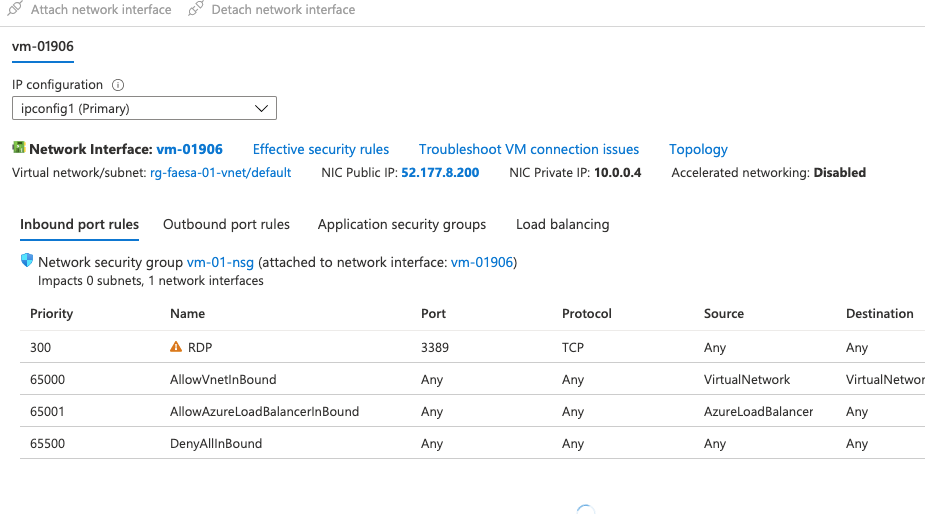 Attach network interface Detach network interface
vm-01906
IP configuration
ipconfig1 (Primary)
Network Interface: vm-01906 Effective security rules Troubleshoot VM connection issues Topology
Virtual network/subnet: rg-faesa-01-vnet/default NIC Public IP: 52.177.8.200 NIC Private IP: 10.0.0.4 Accelerated networking: Disabled
Inbound port rules Outbound port rules Application security groups Load balancing
Network security group vm-01-nsg (attached to network interface: vm-01906)
Impacts 0 subnets, 1 network interfaces
Priority Name Port Protocol Source Destination
300 RDP 3389 TCP Any Any
65000 AllowVnetInBound Any Any VirtualNetwork VirtualNetwor
65001 AllowAzureLoadBalancerInBound Any Any AzureLoadBalancer Any
65500 DenyAllInBound Any Any Any Any